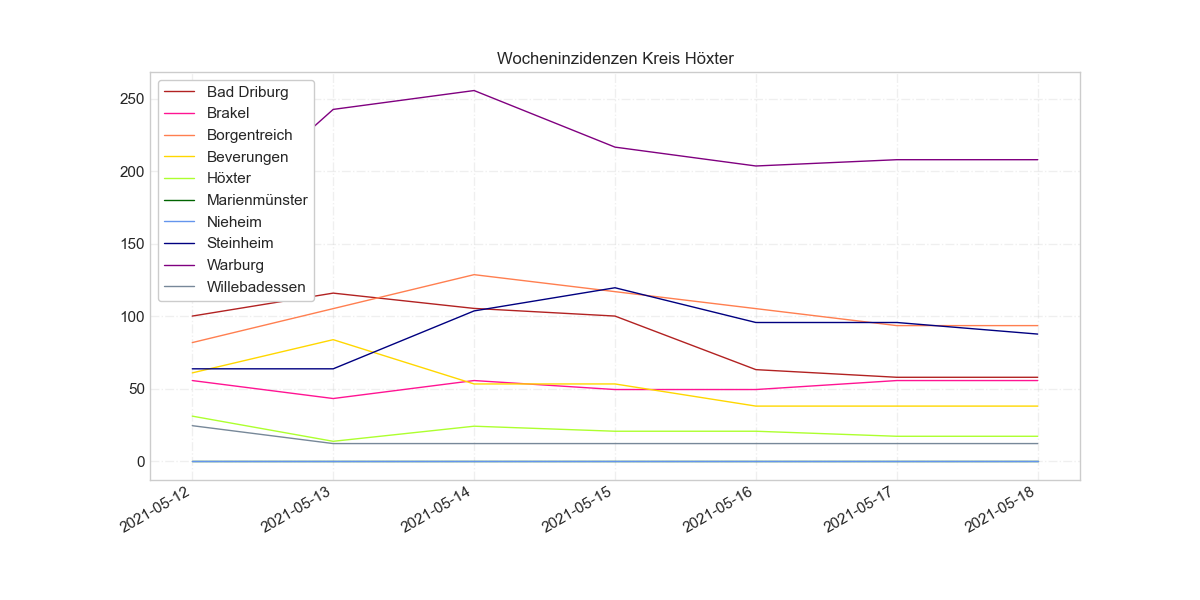 Wocheninzidenzen Kreis Höxter
Bad Driburg
Brakel
Borgentreich
Beverungen
Höxter
Marienmünster
Nieheim
Steinheim
Warburg
Willebadessen
250
200
150
100
50
0
2021-05-12
2021-05-13
2021-05-14
2021-05-15
2021-05-16
2021-05-17
2021-05-18